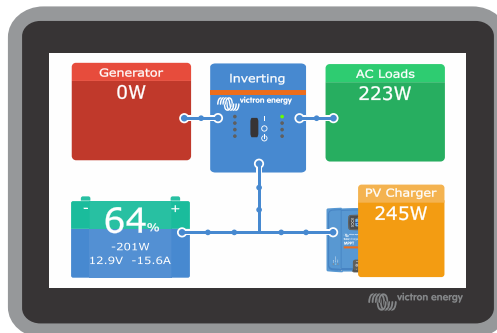 Generator
0W
Inverting
victron energy
AC Loads
223W
64%
-201W
12.9V -15.6A
PV Charger
245W
MPPT
victron energy